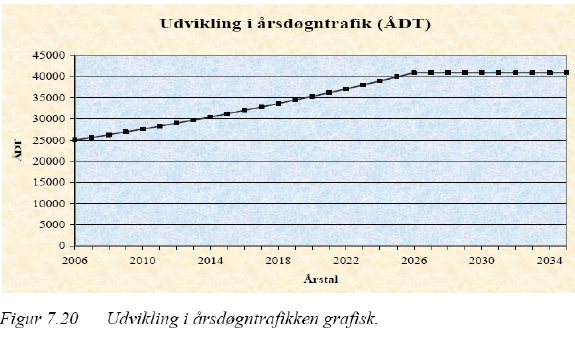 Udvikling i årsdøgntrafik (ÅDT)
45000
40000
35000
30000
25000
20000
15000
10000
5000
0
ÅDT
2006 2010 2014 2018 2022 2026 2030 2034
Årstal
Figur 7.20 Udvikling i årsdøgntrafikken grafisk.